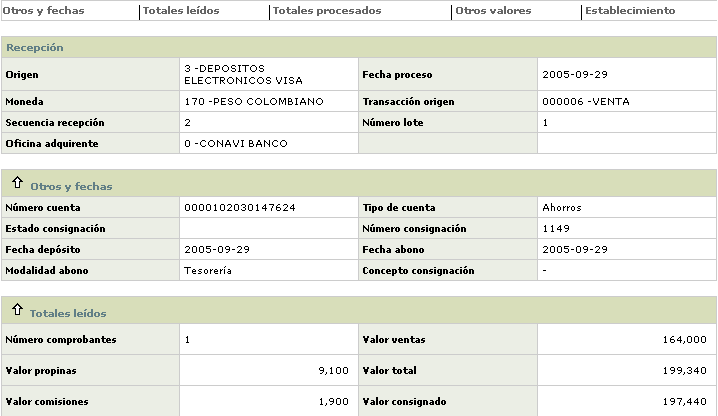 Otros y fechas Totales leídos Totales procesados Otros valores Establecimiento
Recepción
Origen 3 -DEPOSITOS ELECTRONICOS VISA Fecha proceso 2005-09-29
Moneda 170 -PESO COLOMBIANO Transacción origen 000006 -VENTA
Secuencia recepción 2 Número lote 1
Oficina adquirente 0 -CONAVI BANCO
Otros y fechas
Número cuenta 0000102030147624 Tipo de cuenta Ahorros
Estado consignación Número consignación 1149
Fecha depósito 2005-09-29 Fecha abono 2005-09-29
Modalidad abono Tesorería Concepto consignación -
Totales leídos
Número comprobantes 1 Valor ventas 164,000
Valor propinas 9,100 Valor total 199,340
Valor comisiones 1,900 Valor consignado 197,440